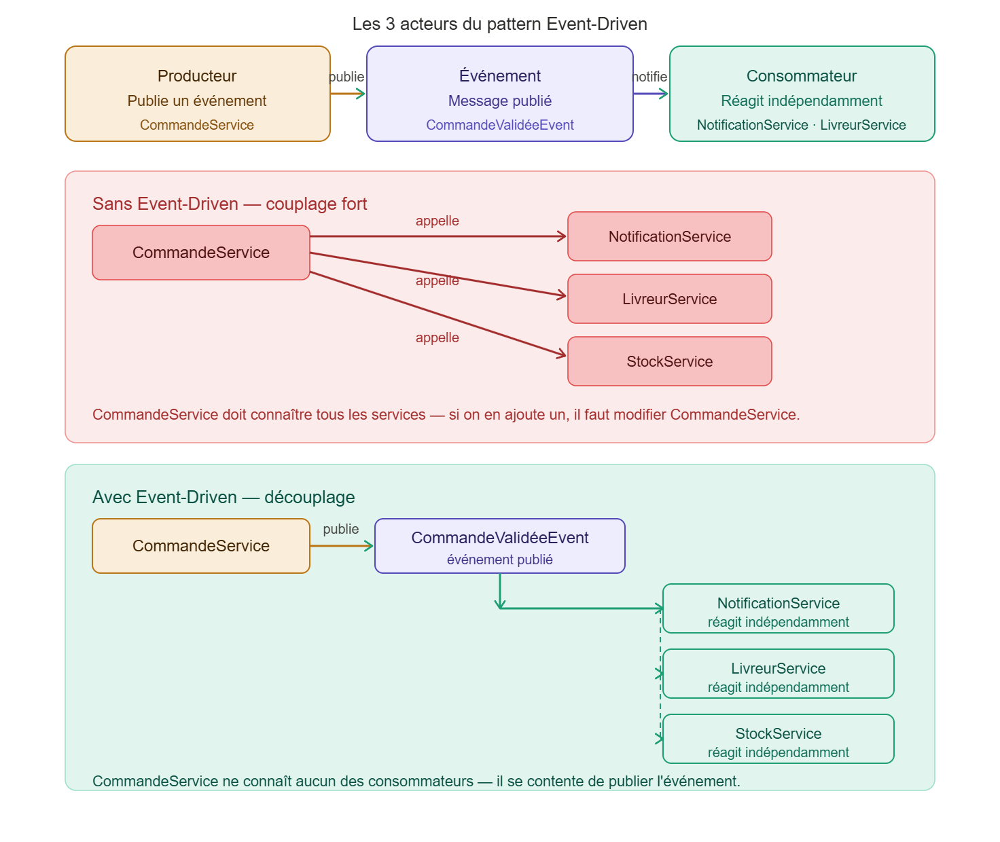 Les 3 acteurs du pattern Event-Driven
Producteur
Publie un événement
CommandeService
publie
Événement
Message publié
CommandeValidéeEvent
notifie
Consommateur
Réagit indépendamment
NotificationService · LivreurService
Sans Event-Driven — couplage fort
CommandeService
appelle
NotificationService
appelle
LivreurService
appelle
StockService
CommandeService doit connaître tous les services — si on en ajoute un, il faut modifier CommandeService.
Avec Event-Driven — découplage
CommandeService
publie
CommandeValidéeEvent
événement publié
NotificationService
réagit indépendamment
LivreurService
réagit indépendamment
StockService
réagit indépendamment
CommandeService ne connaît aucun des consommateurs — il se contente de publier l'événement.